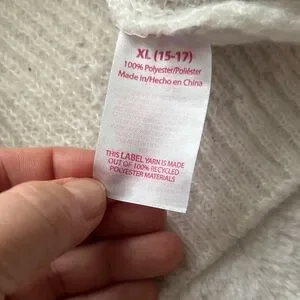 XL (15-17)
100% Polyester/Poliéster
Made in/Hecho en China
THIS LABEL YARN IS MADE
OUT OF 100% RECYCLED
POLYESTER MATERIALS